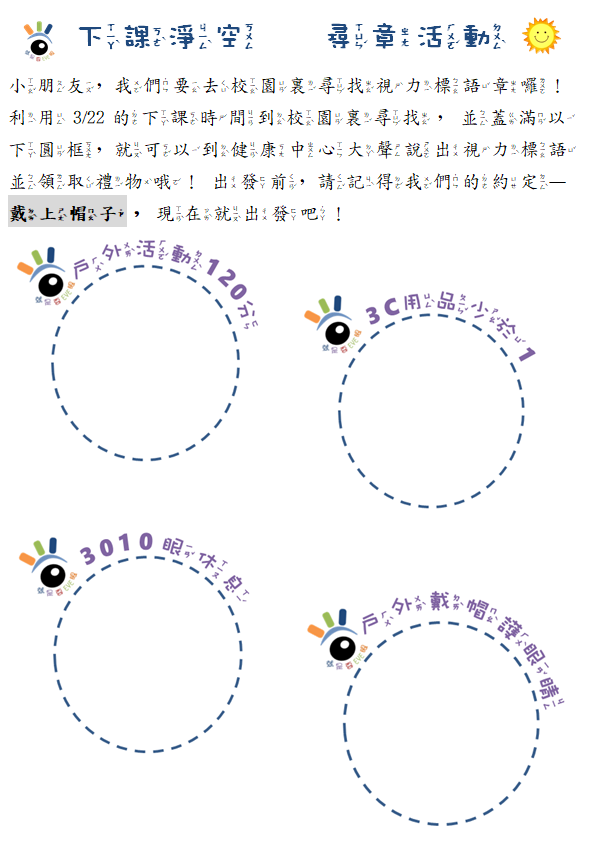 下課淨空 尋章活動
小朋友，我們要去校園裏尋找視力標語章囉！
利用 3/22 的下課時間到校園裏尋找，並蓋滿以
下圓框，就可以到健康中心大聲說出視力標語
並領取禮物哦！ 出發前，請記得我們的約定—
戴上帽子，現在就出發吧！
戶外活動120分
3C用品少於1
3010眼休息
戶外戴帽護眼睛